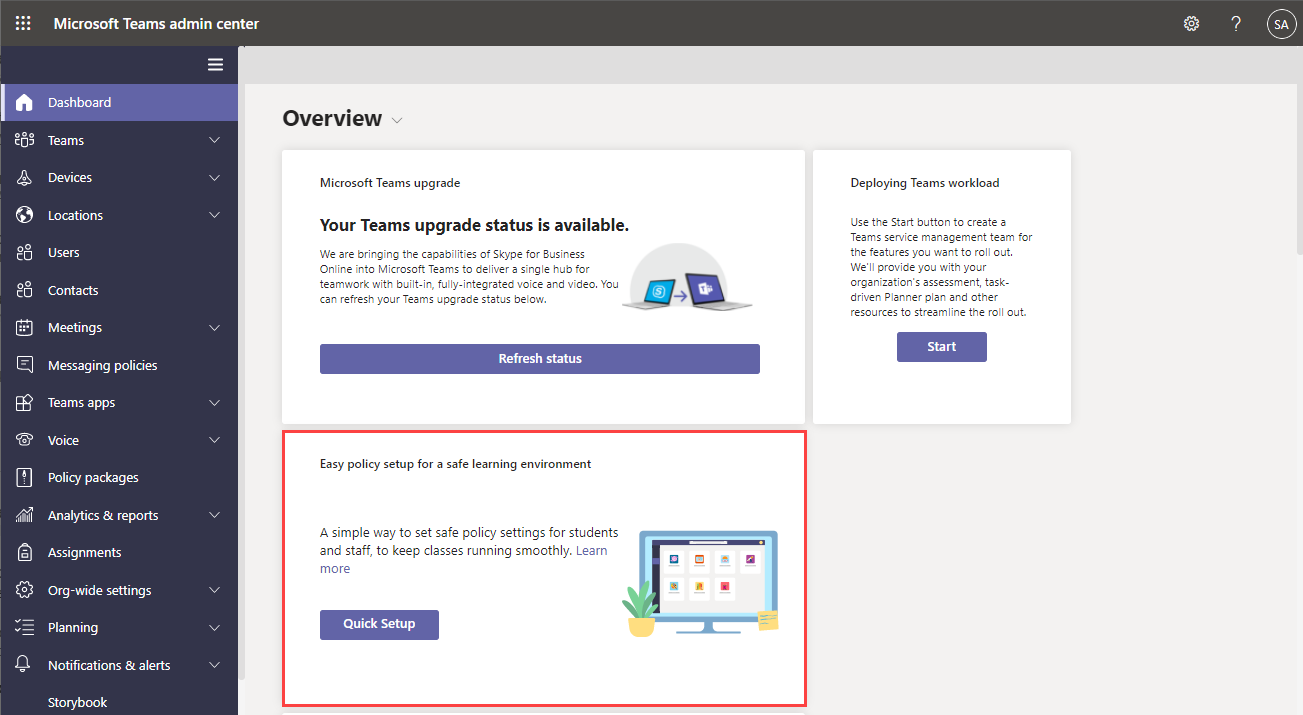 Microsoft Teams admin center
?
SA
Dashboard
Teams
Devices
Locations
Users
Contacts
Meetings
Messaging policies
Teams apps
Voice
Policy packages
Analytics & reports
Assignments
Org-wide settings
Planning
Notifications & alerts
Storybook
Overview
Microsoft Teams upgrade
Your Teams upgrade status is available.
We are bringing the capabilities of Skype for Business
Online into Microsoft Teams to deliver a single hub for
teamwork with built-in, fully-integrated voice and video. You
can refresh your Teams upgrade status below.
Refresh status
Deploying Teams workload
Use the Start button to create a
Teams service management team for
the features you want to roll out.
We'll provide you with your
organization's assessment, task-
driven Planner plan and other
resources to streamline the roll out.
Start
Easy policy setup for a safe learning environment
A simple way to set safe policy settings for students
and staff, to keep classes running smoothly. Learn
more
Quick Setup